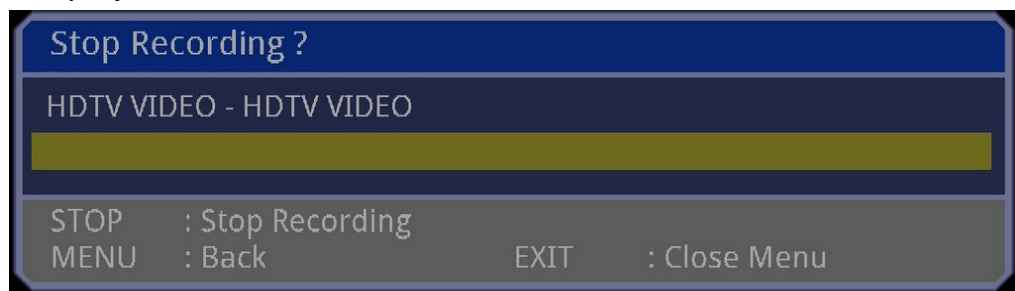 Stop Recording ?
HDTV VIDEO - HDTV VIDEO
STOP : Stop Recording
MENU : Back EXIT : Close Menu